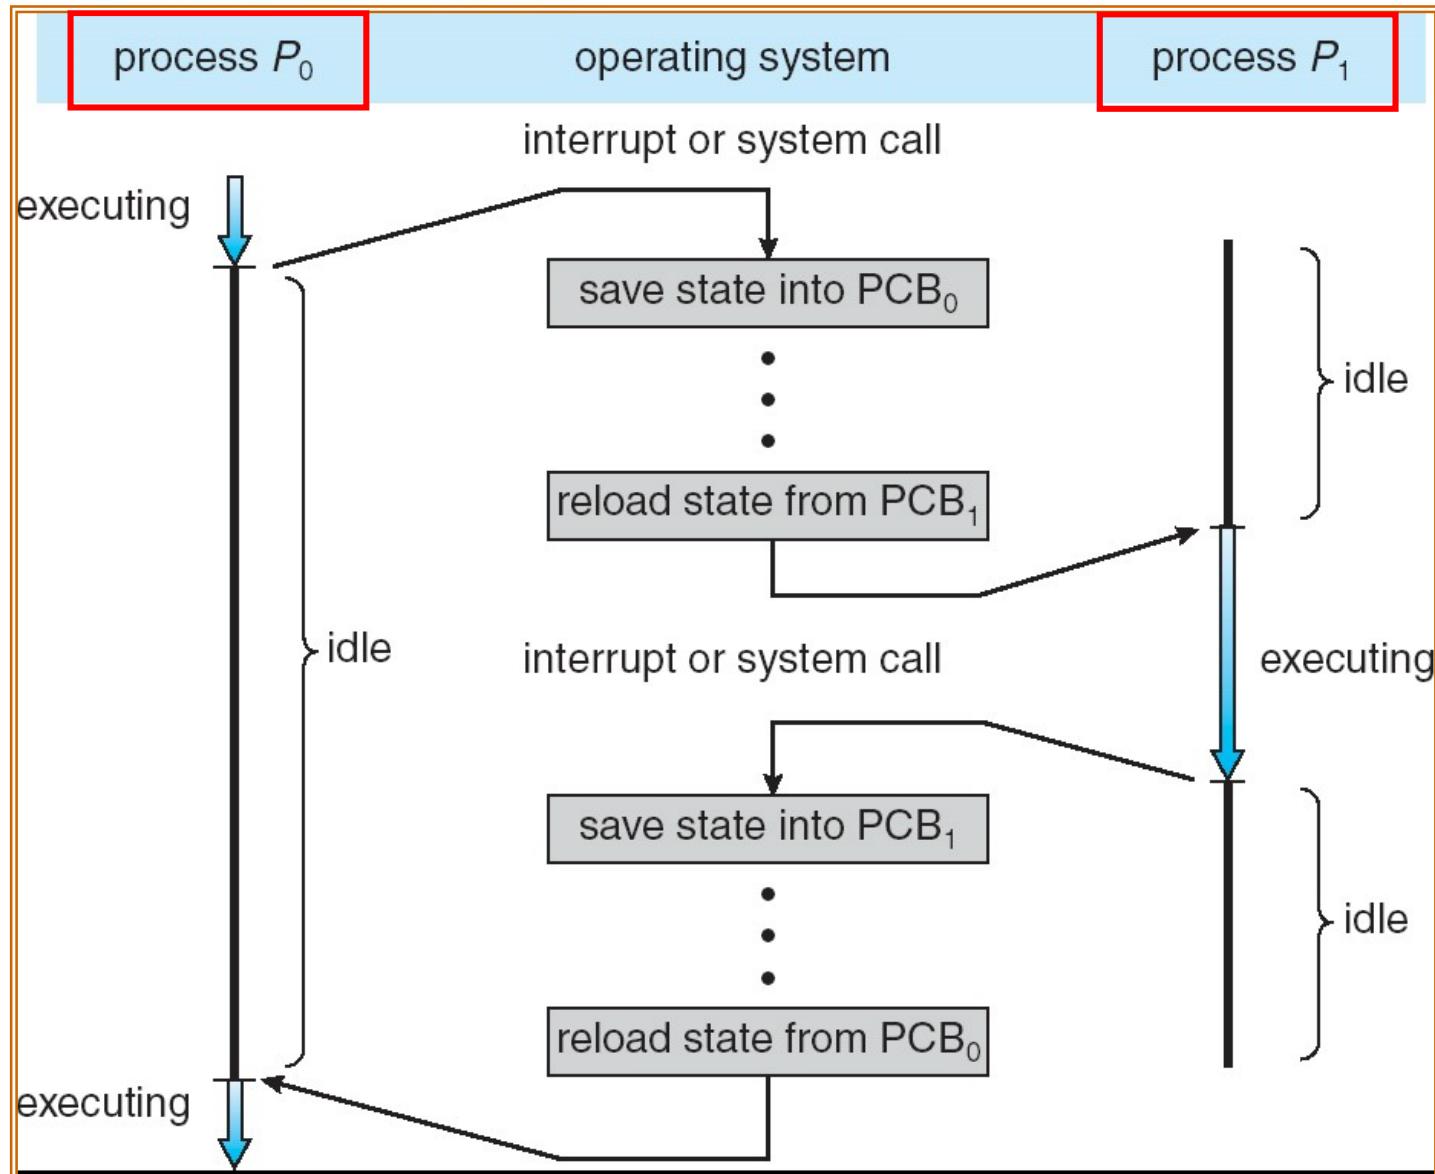 process P₀
operating system
process P₁
interrupt or system call
executing
save state into PCB₀
idle
reload state from PCB₁
idle
interrupt or system call
executing
save state into PCB₁
idle
reload state from PCB₀
executing